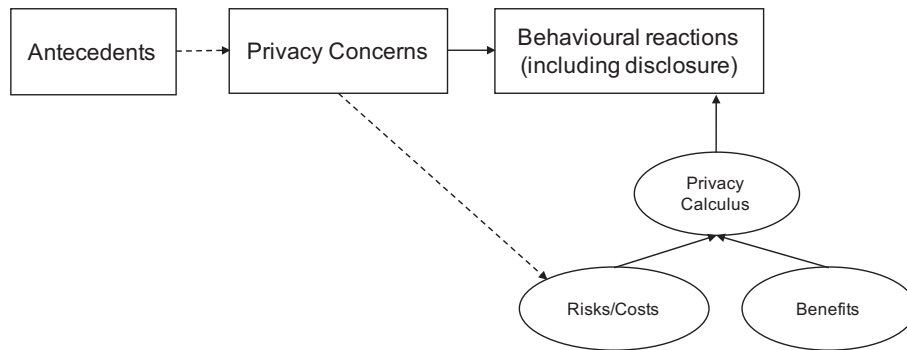 Antecedents
Privacy Concerns
Behavioural reactions
(including disclosure)
Privacy
Calculus
Risks/Costs
Benefits